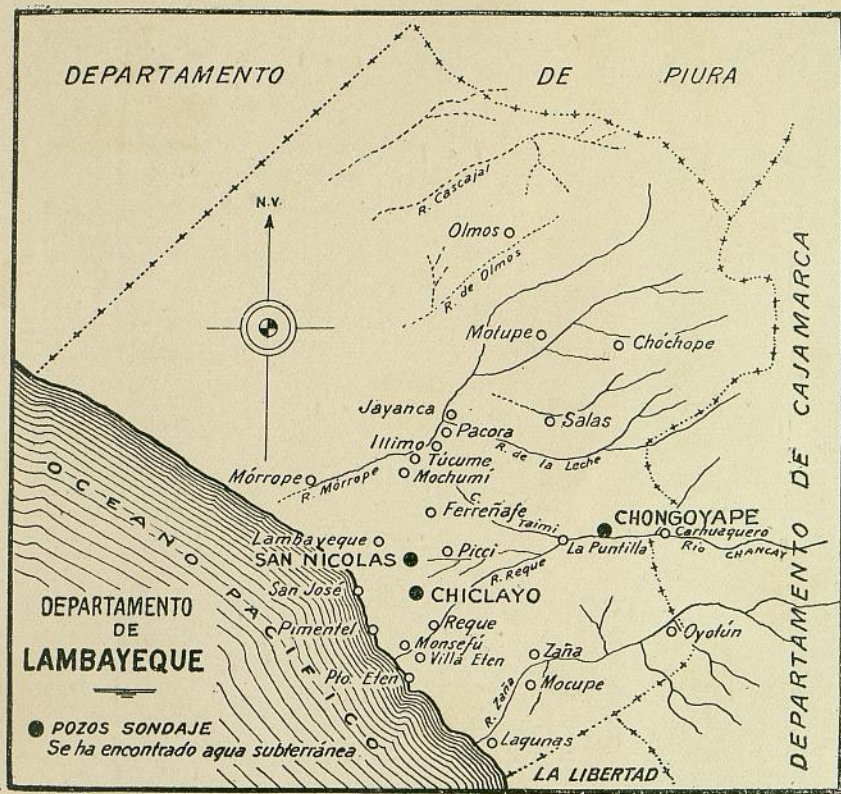 DEPARTAMENTO DE PIURA
N.V.
R. Cascajal
Olmos
R. de Olmos
Motupe
Chóchope
DEPARTAMENTO DE CAJAMARCA
Jayanca
Pacora
Salas
Illimo
R. de la Leche
Túcume
Mórrope
R. Mórrope
Mochumí
C. Taimi
Ferreñafe
CHONGOYAPE
Carhuaquero
Lambayeque
La Puntilla
RIO CHANCAY
SAN NICOLAS
Picci
R. Reque
San José
CHICLAYO
OCEANO PACIFICO
DEPARTAMENTO
DE
LAMBAYEQUE
Pimentel
Reque
Oyotún
Monsefú
Villa Eten
Zaña
Pto. Eten
Mocupe
R. Zaña
POZOS SONDAJE
Se ha encontrado agua subterránea
Lagunas
LA LIBERTAD